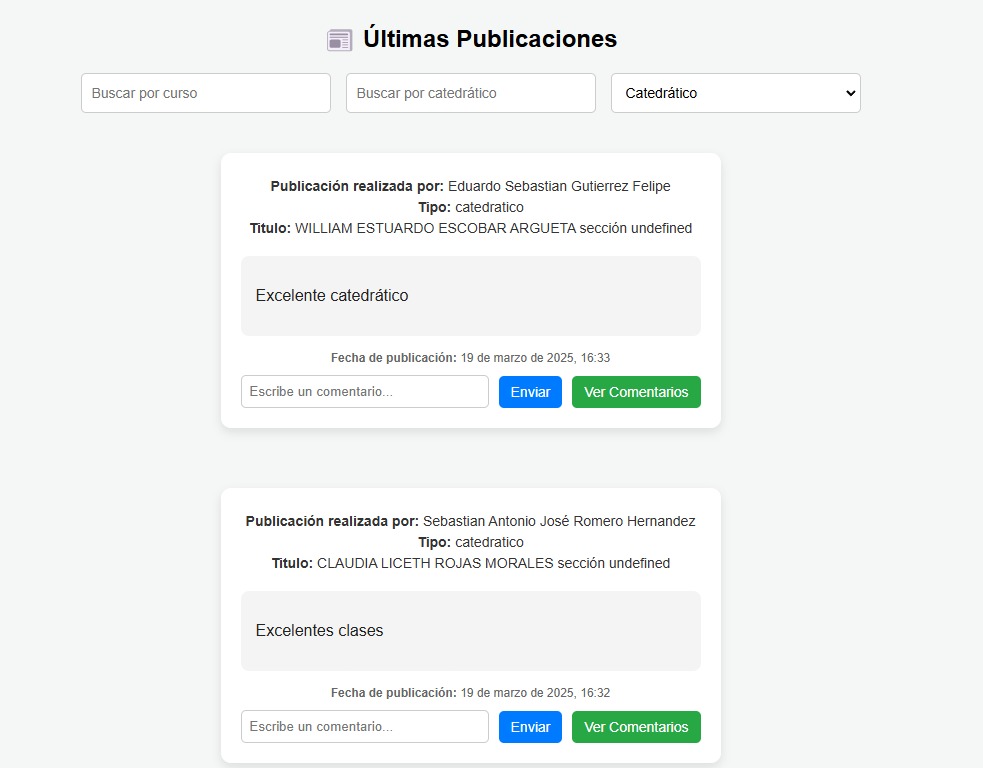 Últimas Publicaciones
Buscar por curso
Buscar por catedrático
Catedrático
Publicación realizada por: Eduardo Sebastian Gutierrez Felipe
Tipo: catedratico
Titulo: WILLIAM ESTUARDO ESCOBAR ARGUETA sección undefined
Excelente catedrático
Fecha de publicación: 19 de marzo de 2025, 16:33
Escribe un comentario...
Enviar
Ver Comentarios
Publicación realizada por: Sebastian Antonio José Romero Hernandez
Tipo: catedratico
Titulo: CLAUDIA LICETH ROJAS MORALES sección undefined
Excelentes clases
Fecha de publicación: 19 de marzo de 2025, 16:32
Escribe un comentario...
Enviar
Ver Comentarios